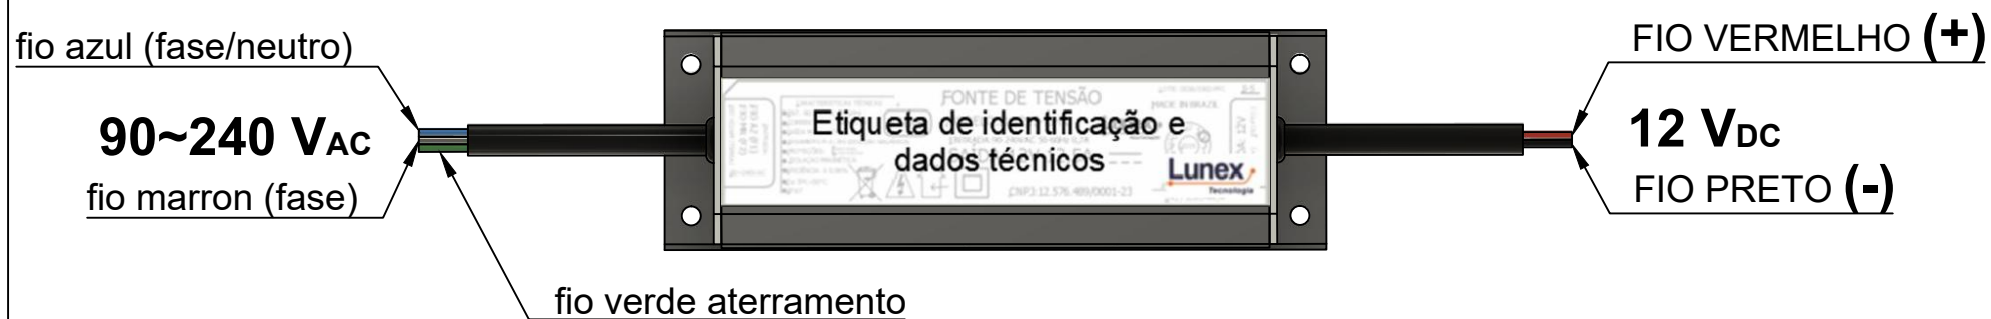 fio azul (fase/neutro)
90~240 VAC
fio marron (fase)
fio verde aterramento
FONTE DE TENSÃO
MADE IN BRAZIL
Etiqueta de identificação e
dados técnicos
CNPJ:12.576.489/0001-23
Lunex
Tecnologia
FIO VERMELHO (+)
12 VDC
FIO PRETO (-)